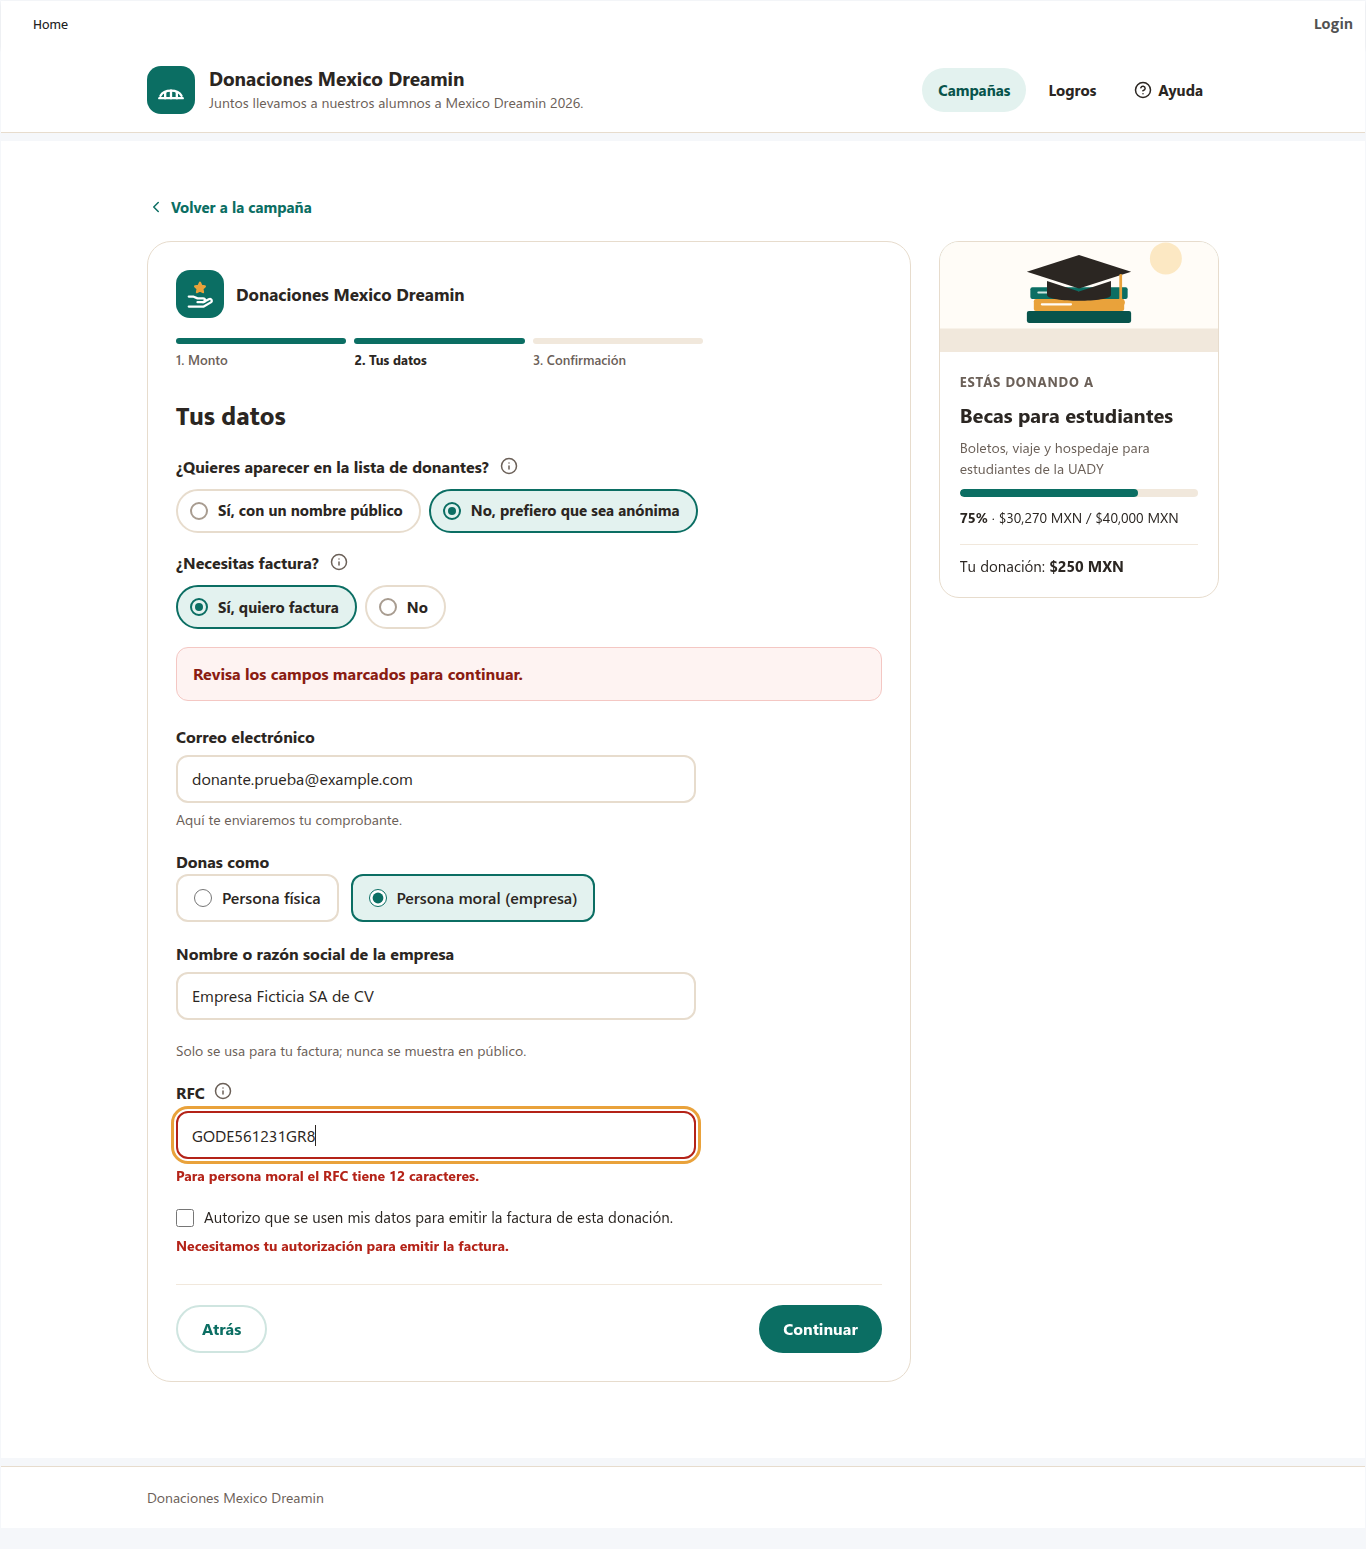 Home
Login
Donaciones Mexico Dreamin
Juntos llevamos a nuestros alumnos a Mexico Dreamin 2026.
Campañas
Logros
Ayuda
Volver a la campaña
Donaciones Mexico Dreamin
1. Monto
2. Tus datos
3. Confirmación
Tus datos
¿Quieres aparecer en la lista de donantes?
Sí, con un nombre público
No, prefiero que sea anónima
¿Necesitas factura?
Sí, quiero factura
No
Revisa los campos marcados para continuar.
Correo electrónico
donante.prueba@example.com
Aquí te enviaremos tu comprobante.
Donas como
Persona física
Persona moral (empresa)
Nombre o razón social de la empresa
Empresa Ficticia SA de CV
Solo se usa para tu factura; nunca se muestra en público.
RFC
GODE561231GR8
Para persona moral el RFC tiene 12 caracteres.
Autorizo que se usen mis datos para emitir la factura de esta donación.
Necesitamos tu autorización para emitir la factura.
Atrás
Continuar
ESTÁS DONANDO A
Becas para estudiantes
Boletos, viaje y hospedaje para
estudiantes de la UADY
75% · $30,270 MXN / $40,000 MXN
Tu donación: $250 MXN
Donaciones Mexico Dreamin